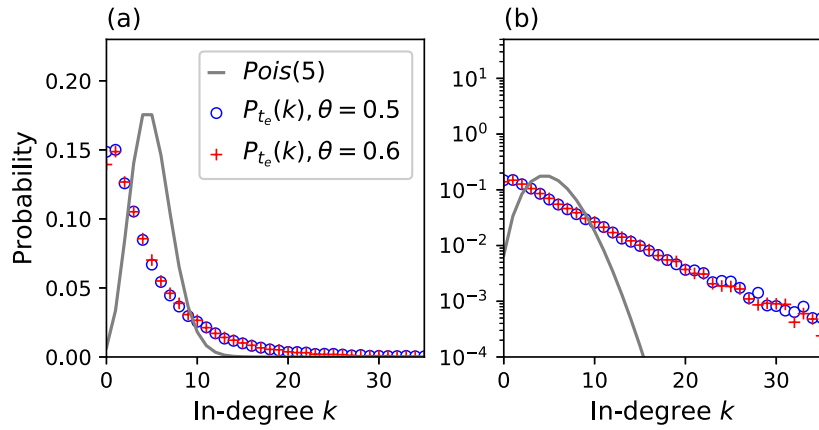 (a)
(b)
Probability
0.20
0.15
0.10
0.05
0.00
0
10
20
30
In-degree k
Pois(5)
P_{t_e}(k), θ = 0.5
P_{t_e}(k), θ = 0.6
10^1
10^0
10^{-1}
10^{-2}
10^{-3}
10^{-4}
0
10
20
30
In-degree k